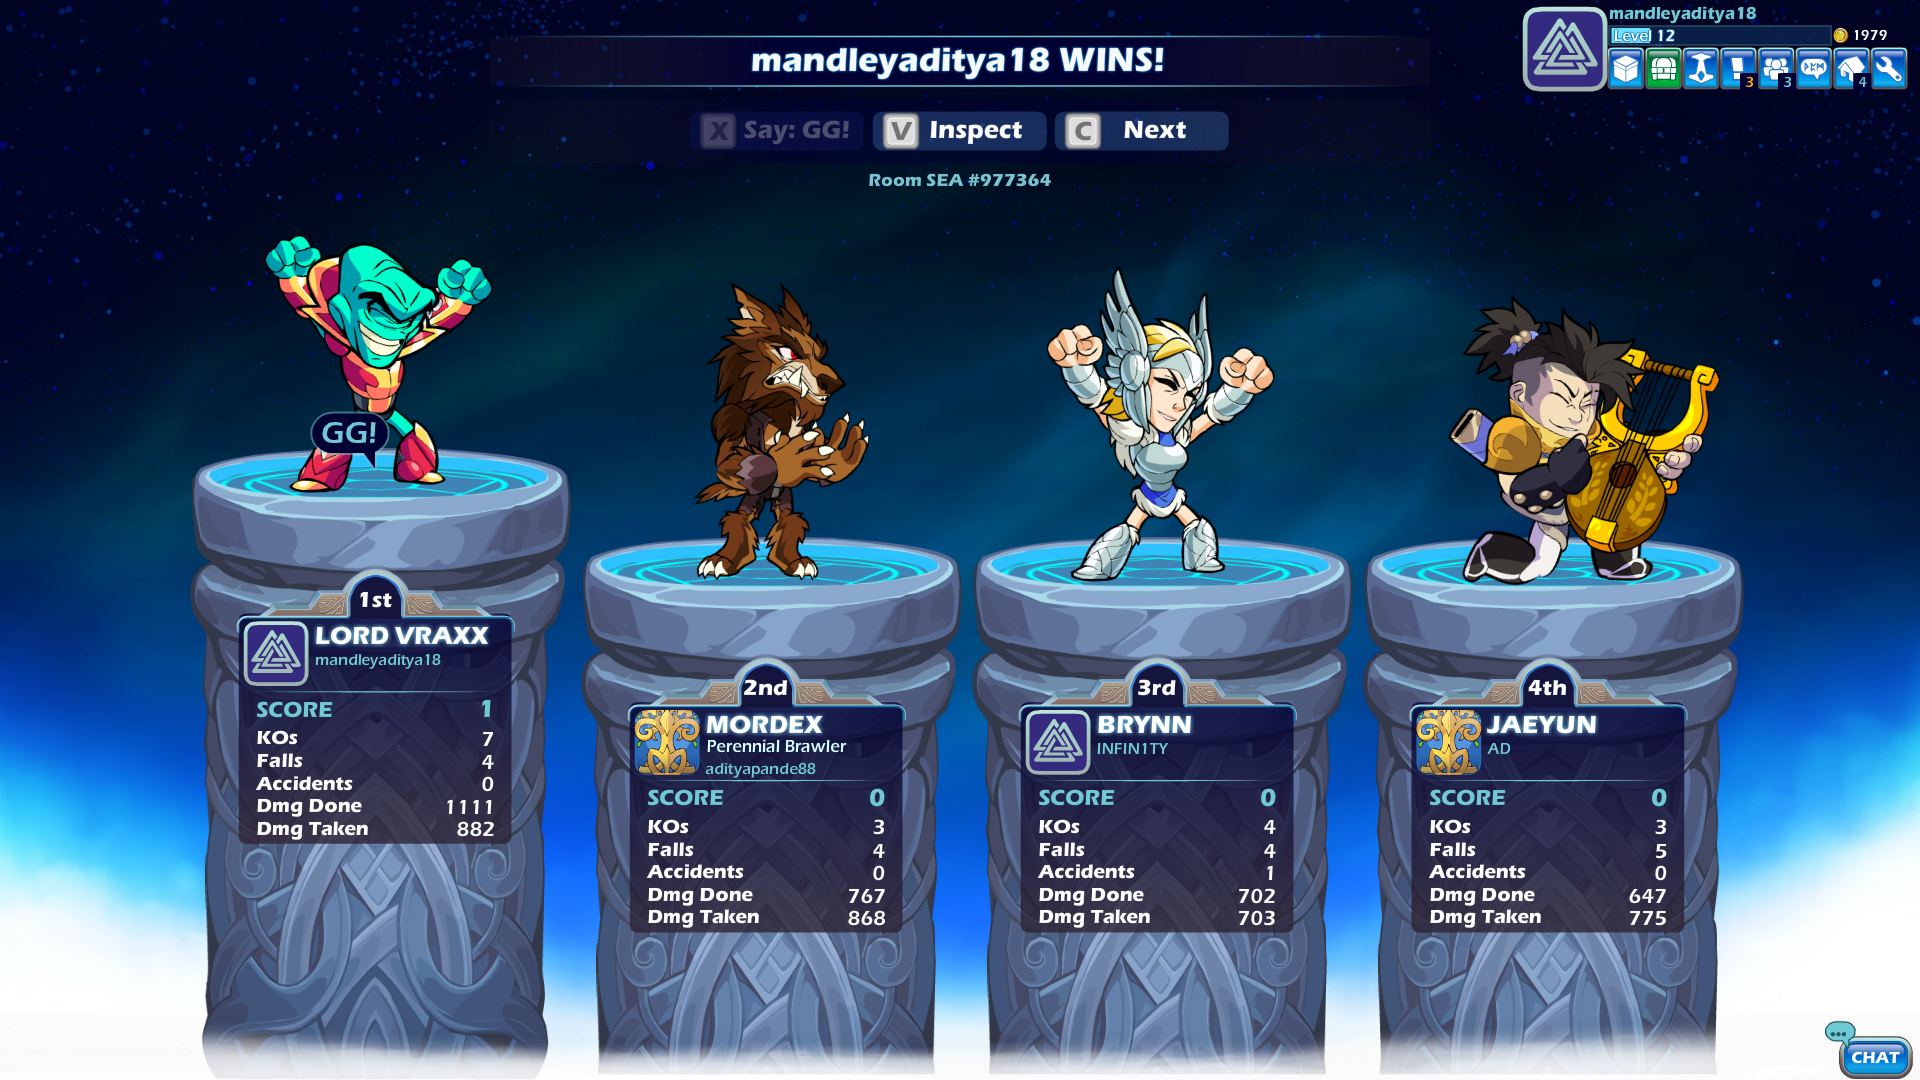 mandleyaditya18
Level 12
1979
3
3
4
mandleyaditya18 WINS!
X Say: GG!
V Inspect
C Next
Room SEA #977364
GG!
1st
LORD VRAXX
mandleyaditya18
SCORE 1
KOs 7
Falls 4
Accidents 0
Dmg Done 1111
Dmg Taken 882
2nd
MORDEX
Perennial Brawler
adityapande88
SCORE 0
KOs 3
Falls 4
Accidents 0
Dmg Done 767
Dmg Taken 868
3rd
BRYNN
INFIN1TY
SCORE 0
KOs 4
Falls 4
Accidents 1
Dmg Done 702
Dmg Taken 703
4th
JAEYUN
AD
SCORE 0
KOs 3
Falls 5
Accidents 0
Dmg Done 647
Dmg Taken 775
CHAT